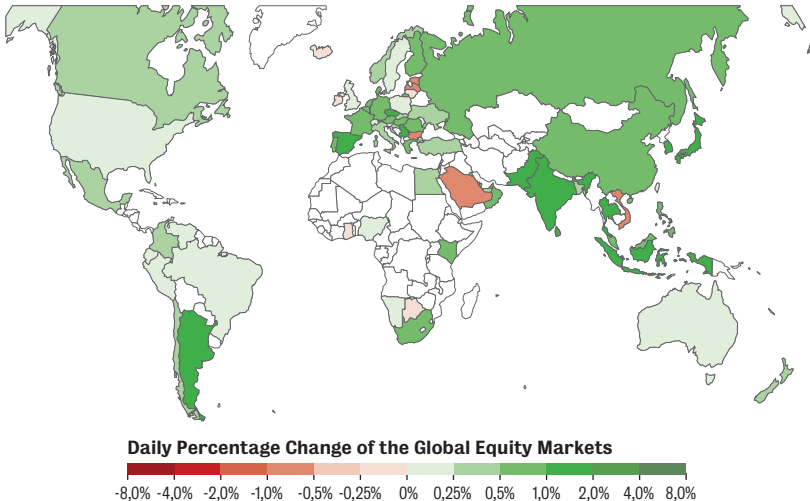 Daily Percentage Change of the Global Equity Markets
-8,0% -4,0% -2,0% -1,0% -0,5% -0,25% 0% 0,25% 0,5% 1,0% 2,0% 4,0% 8,0%